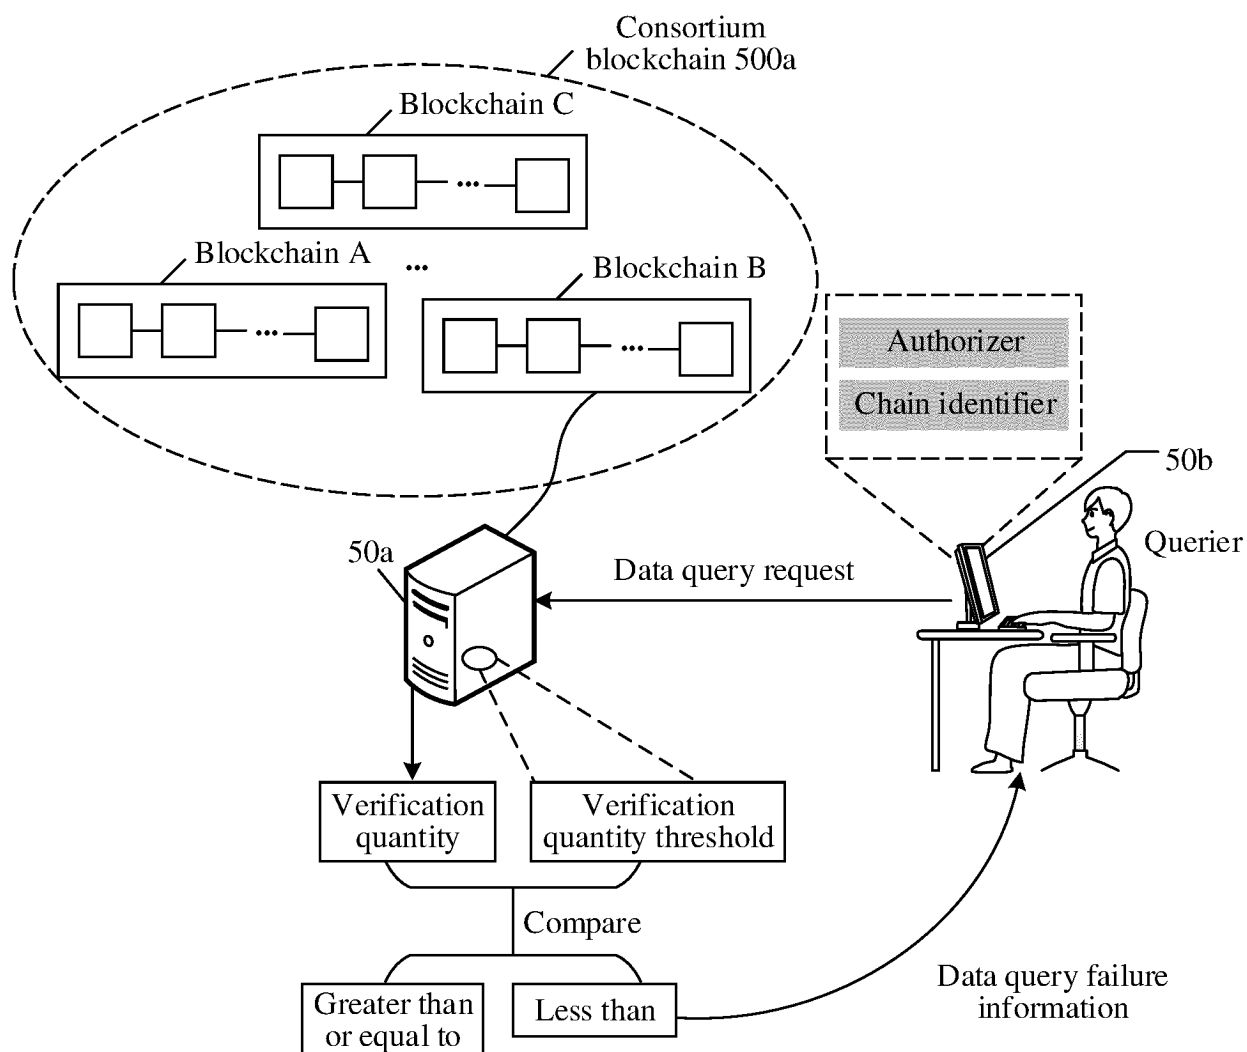 Consortium
blockchain 500a
Blockchain C
Blockchain A
...
Blockchain B
...
...
...
Authorizer
Chain identifier
50b
Querier
50a
Data query request
Verification
quantity
Verification
quantity threshold
Compare
Greater than
or equal to
Less than
Data query failure
information